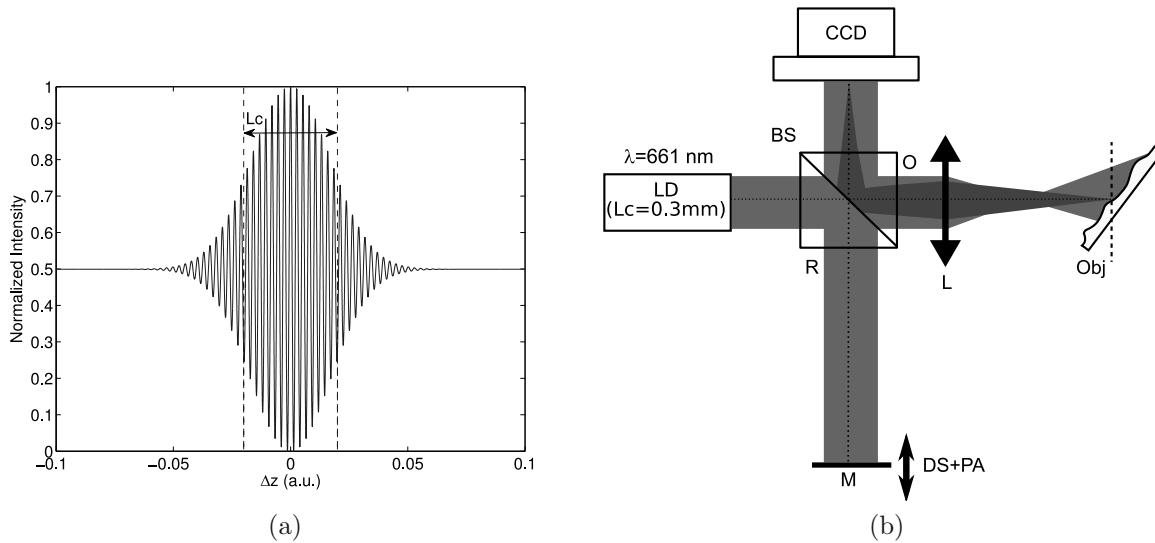 1
0.9
0.8
0.7
0.6
0.5
0.4
0.3
0.2
0.1
0
Normalized Intensity
Lc
−0.1 −0.05 0 0.05 0.1
Δz (a.u.)
(a)
CCD
BS
O
λ=661 nm
LD
(Lc=0.3mm)
R
L
Obj
M
DS+PA
(b)